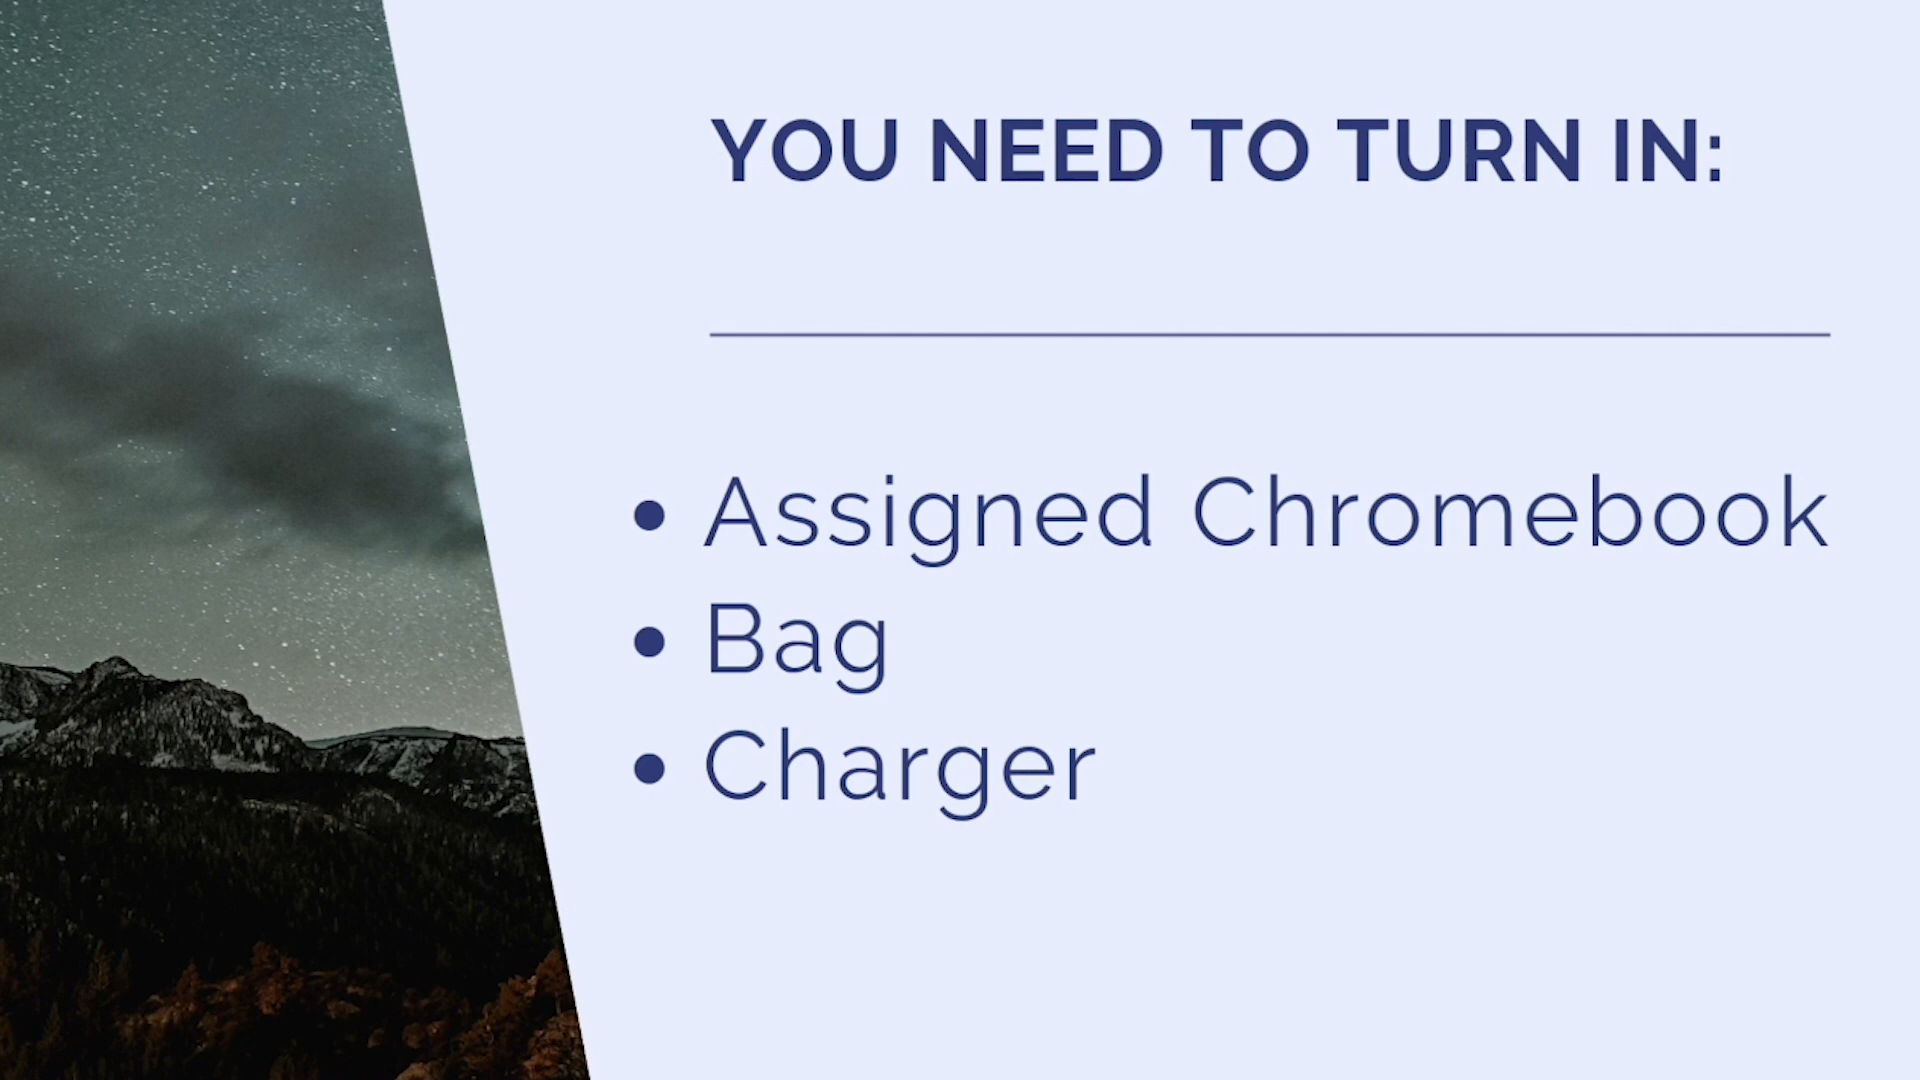 YOU NEED TO TURN IN:
• Assigned Chromebook
• Bag
• Charger